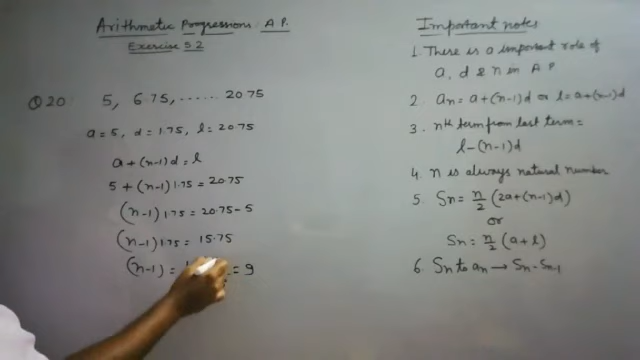 Arithmetic Progressions A.P.
Exercise 5.2
Q20: 5, 6.75, ...... 20.75
a=5, d=1.75, l=20.75
a+(n-1)d=l
5+(n-1)1.75=20.75
(n-1)1.75=20.75-5
(n-1)1.75=15.75
(n-1)= =9
Important notes
1. There is a important role of
a, d & n in A.P
2. an=a+(n-1)d or l=a+(n-1)d
3. nth term from last term=
l-(n-1)d
4. n is always natural number
5. Sn=n/2 (2a+(n-1)d)
or
Sn=n/2 (a+l)
6. Sn to an → Sn-Sn-1